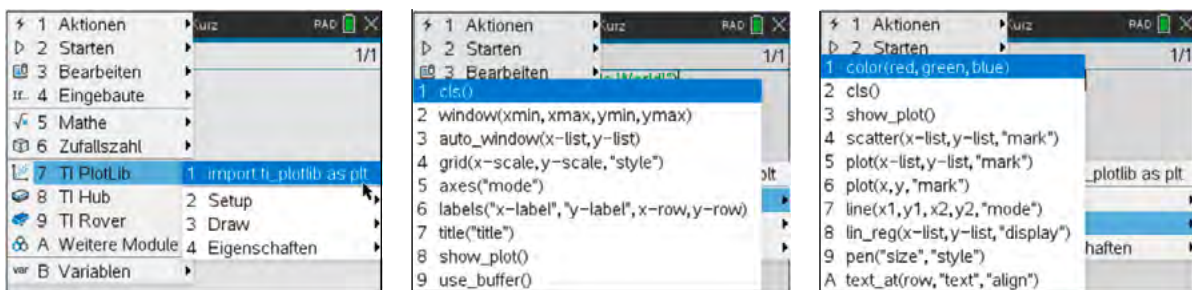 1 Aktionen
2 Starten
3 Bearbeiten
4 Eingebaute
5 Mathe
6 Zufallszahl
7 TI PlotLib
8 TI Hub
9 TI Rover
A Weitere Module
var B Variablen
Kurz RAD
1/1
1 import ti_plotlib as plt
2 Setup
3 Draw
4 Eigenschaften
1 Aktionen
2 Starten
3 Bearbeiten
Kurz RAD
1/1
1 cls()
2 window(xmin,xmax,ymin,ymax)
3 auto_window(x-list,y-list)
4 grid(x-scale,y-scale,"style")
5 axes("mode")
6 labels("x-label","y-label",x-row,y-row)
7 title("title")
8 show_plot()
9 use_buffer()
plt
1 Aktionen
2 Starten
Kurz RAD
1/1
1 color(red,green,blue)
2 cls()
3 show_plot()
4 scatter(x-list,y-list,"mark")
5 plot(x-list,y-list,"mark")
6 plot(x,y,"mark")
7 line(x1,y1,x2,y2,"mode")
8 lin_reg(x-list,y-list,"display")
9 pen("size","style")
A text_at(row,"text","align")
_plotlib as plt
haften